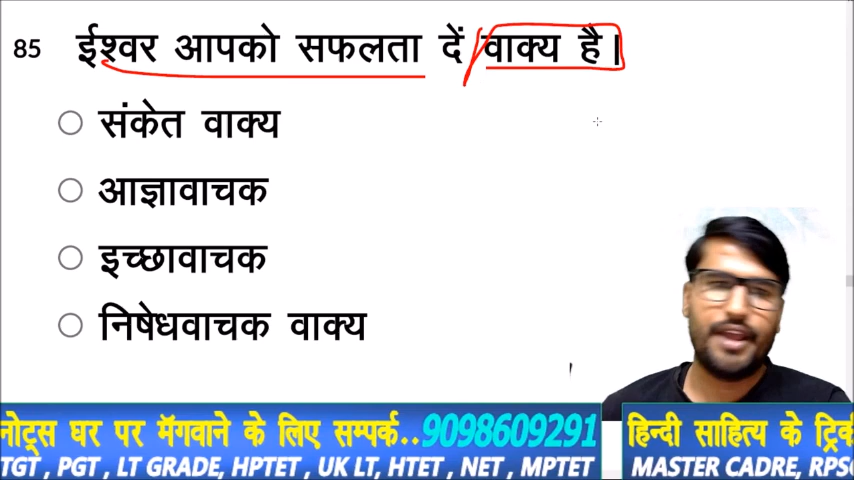 85 ईश्वर आपको सफलता दें वाक्य है।
संकेत वाक्य
आज्ञावाचक
इच्छावाचक
निषेधवाचक वाक्य
नोट्स घर पर मॅगवाने के लिए सम्पर्क..9098609291
हिन्दी साहित्य के
TGT , PGT , LT GRADE, HPTET , UK LT, HTET , NET , MPTET
MASTER CADRE,